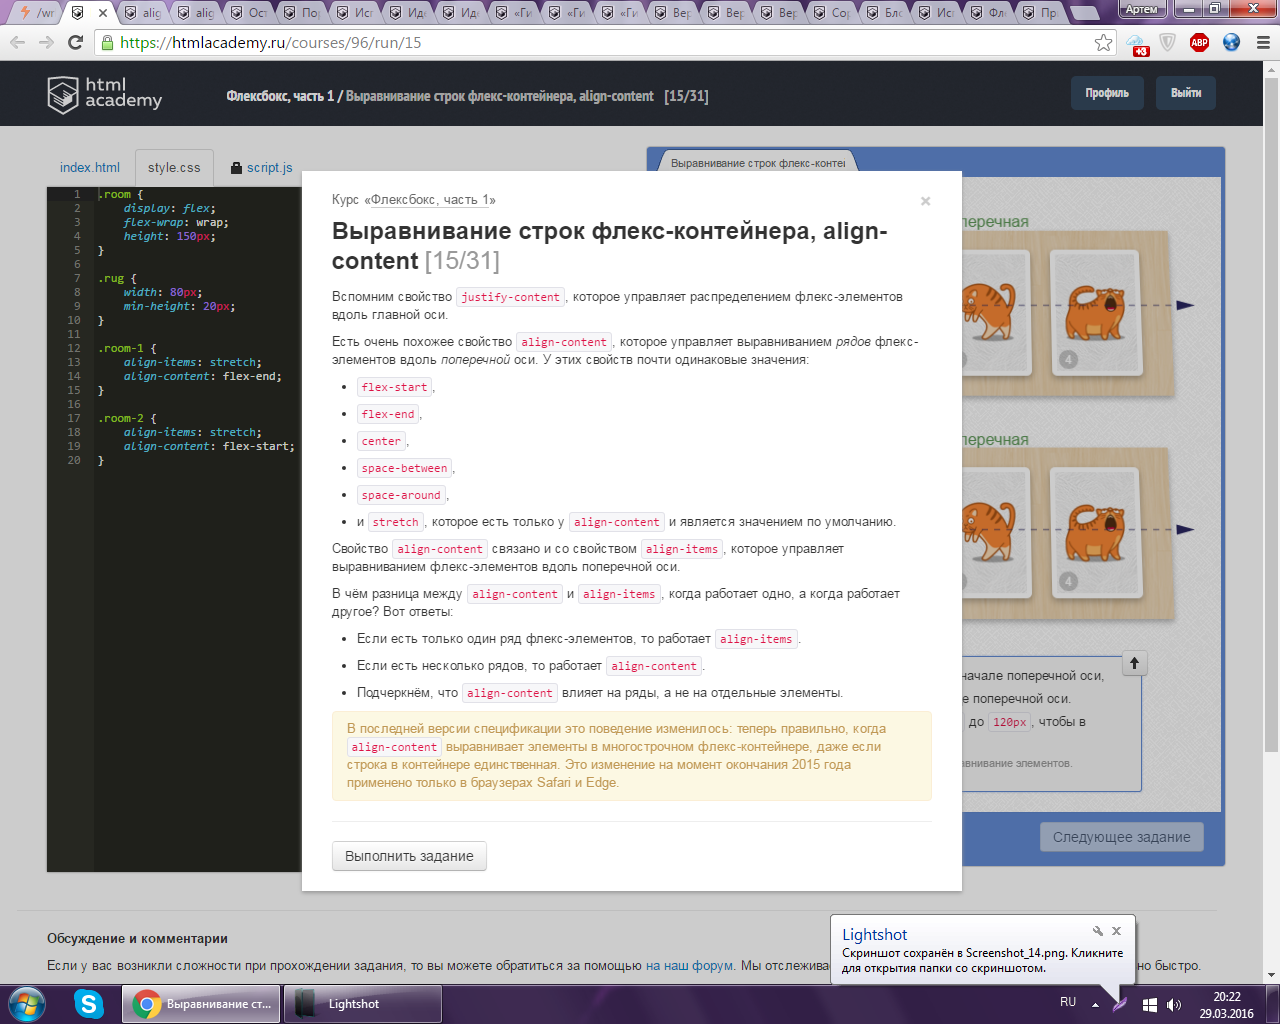 /wr
alig
alig
Ост
Пор
Исп
Иде
Иде
«Ги
«Ги
«Ги
Вер
Вер
Вер
Сор
Бло
Исп
Фле
Пра
Артем
https://htmlacademy.ru/courses/96/run/15
+3
ABP
html
academy
Флексбокс, часть 1 / Выравнивание строк флекс-контейнера, align-content [15/31]
Профиль
Выйти
index.html
style.css
script.js
Выравнивание строк флекс-конте
1 .room {
2 display: flex;
3 flex-wrap: wrap;
4 height: 150px;
5 }
6
7 .rug {
8 width: 80px;
9 min-height: 20px;
10 }
11
12 .room-1 {
13 align-items: stretch;
14 align-content: flex-end;
15 }
16
17 .room-2 {
18 align-items: stretch;
19 align-content: flex-start;
20 }
Курс «Флексбокс, часть 1»
×
Выравнивание строк флекс-контейнера, align-
content [15/31]
Вспомним свойство justify-content, которое управляет распределением флекс-элементов
вдоль главной оси.
Есть очень похожее свойство align-content, которое управляет выравниванием рядов флекс-
элементов вдоль поперечной оси. У этих свойств почти одинаковые значения:
• flex-start,
• flex-end,
• center,
• space-between,
• space-around,
• и stretch, которое есть только у align-content и является значением по умолчанию.
Свойство align-content связано и со свойством align-items, которое управляет
выравниванием флекс-элементов вдоль поперечной оси.
В чём разница между align-content и align-items, когда работает одно, а когда работает
другое? Вот ответы:
• Если есть только один ряд флекс-элементов, то работает align-items.
• Если есть несколько рядов, то работает align-content.
• Подчеркнём, что align-content влияет на ряды, а не на отдельные элементы.
В последней версии спецификации это поведение изменилось: теперь правильно, когда
align-content выравнивает элементы в многострочном флекс-контейнере, даже если
строка в контейнере единственная. Это изменение на момент окончания 2015 года
применено только в браузерах Safari и Edge.
Выполнить задание
перечная
4
перечная
4
начале поперечной оси,
е поперечной оси.
до 120px, чтобы в
авнивание элементов.
Следующее задание
Обсуждение и комментарии
Если у вас возникли сложности при прохождении задания, то вы можете обратиться за помощью на наш форум. Мы отслежива
но быстро.
Lightshot
Скриншот сохранён в Screenshot_14.png. Кликните
для открытия папки со скриншотом.
Выравнивание ст...
Lightshot
RU
20:22
29.03.2016